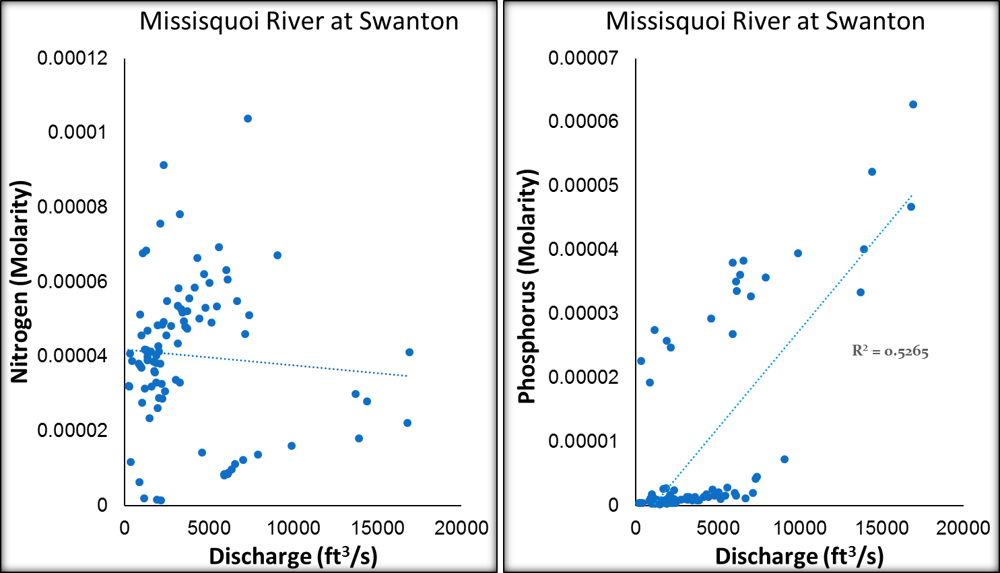 Missisquoi River at Swanton
0.00012
0.0001
0.00008
0.00006
0.00004
0.00002
0
Nitrogen (Molarity)
0 5000 10000 15000 20000
Discharge (ft³/s)
Missisquoi River at Swanton
0.00007
0.00006
0.00005
0.00004
0.00003
0.00002
0.00001
0
Phosphorus (Molarity)
R² = 0.5265
0 5000 10000 15000 20000
Discharge (ft³/s)